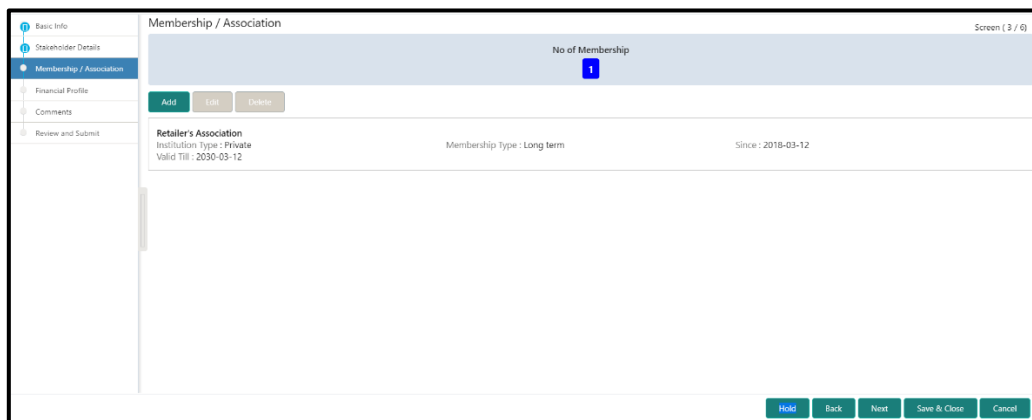 Basic Info
Stakeholder Details
Membership / Association
Financial Profile
Comments
Review and Submit
Membership / Association
Screen ( 3 / 6)
No of Membership
1
Add Edit Delete
Retailer's Association
Institution Type : Private Membership Type : Long term Since : 2018-03-12
Valid Till : 2030-03-12
Hold Back Next Save & Close Cancel